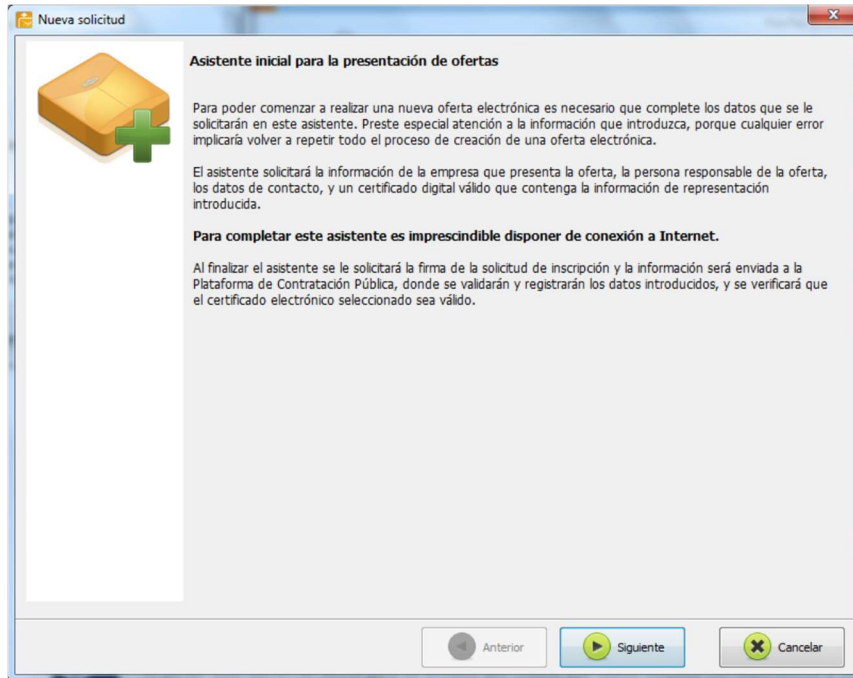 Nueva solicitud
Asistente inicial para la presentación de ofertas
Para poder comenzar a realizar una nueva oferta electrónica es necesario que complete los datos que se le
solicitarán en este asistente. Preste especial atención a la información que introduzca, porque cualquier error
implicaría volver a repetir todo el proceso de creación de una oferta electrónica.
El asistente solicitará la información de la empresa que presenta la oferta, la persona responsable de la oferta,
los datos de contacto, y un certificado digital válido que contenga la información de representación
introducida.
Para completar este asistente es imprescindible disponer de conexión a Internet.
Al finalizar el asistente se le solicitará la firma de la solicitud de inscripción y la información será enviada a la
Plataforma de Contratación Pública, donde se validarán y registrarán los datos introducidos, y se verificará que
el certificado electrónico seleccionado sea válido.
Anterior
Siguiente
Cancelar